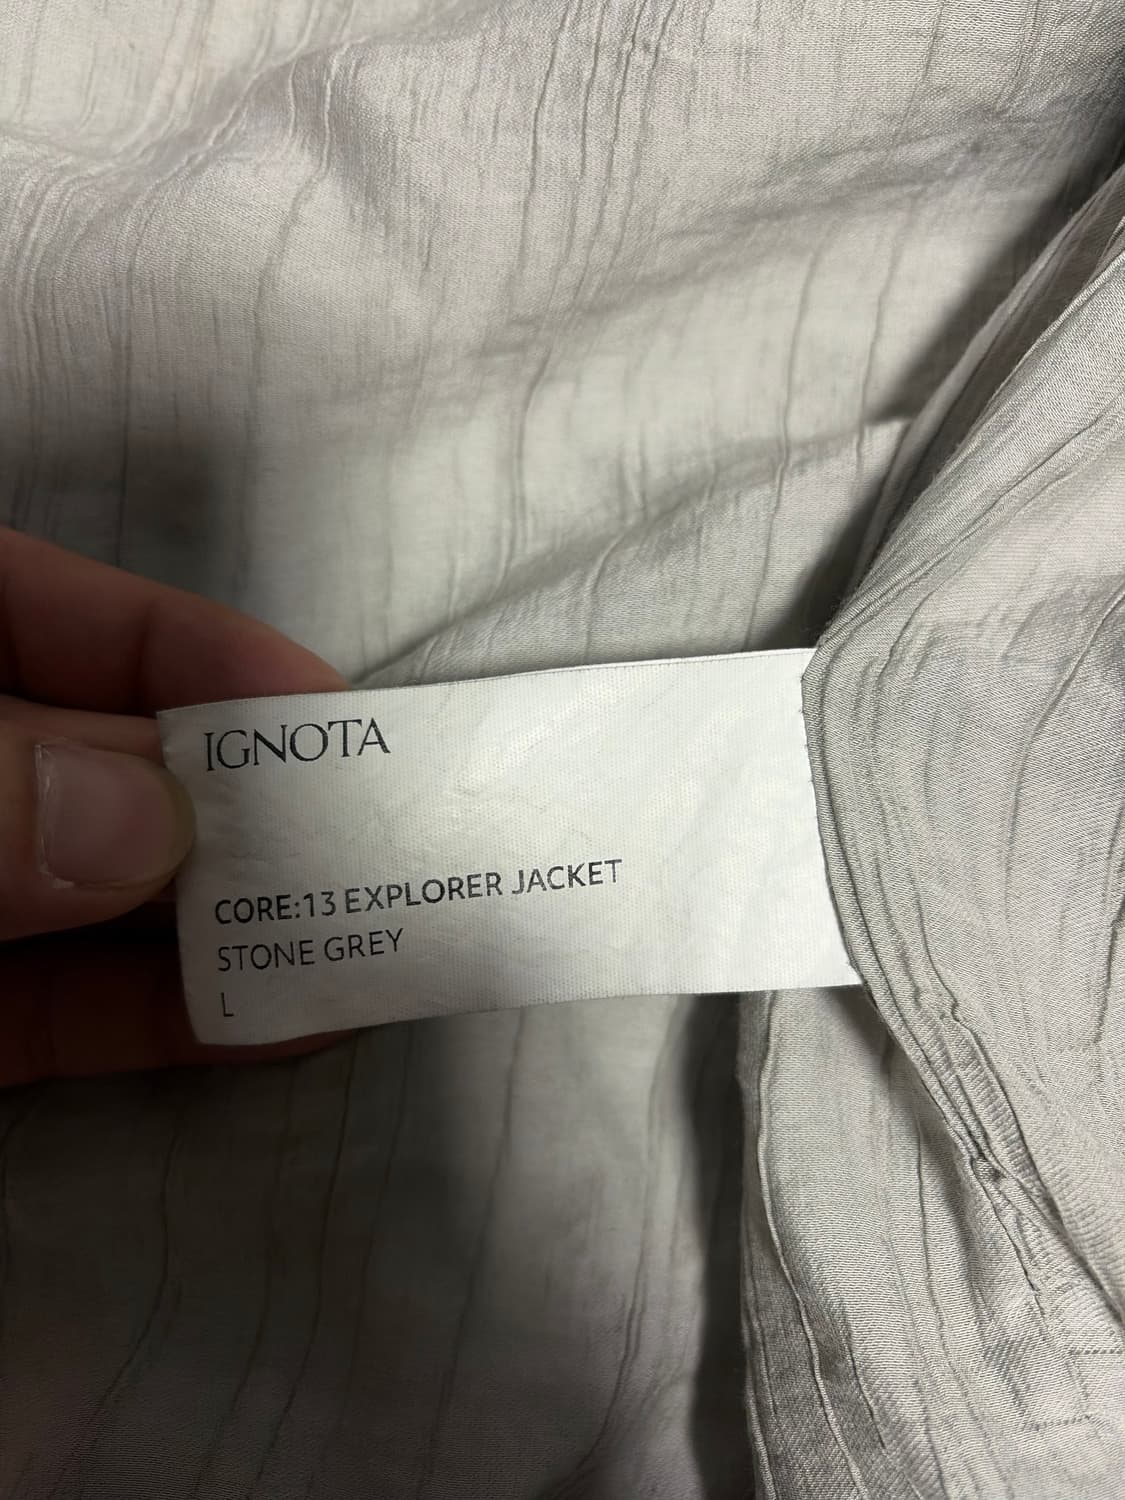 IGNOTA
CORE:13 EXPLORER JACKET
STONE GREY
L